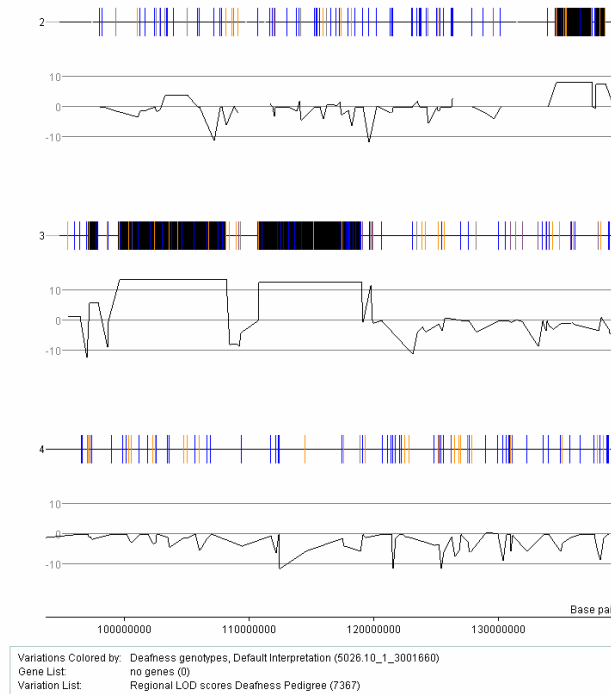 2
10
0
-10
3
10
0
-10
4
10
0
-10
Base pai
100000000 110000000 120000000 130000000
Variations Colored by: Deafness genotypes, Default Interpretation (5026.10_1_3001660)
Gene List: no genes (0)
Variation List: Regional LOD scores Deafness Pedigree (7367)